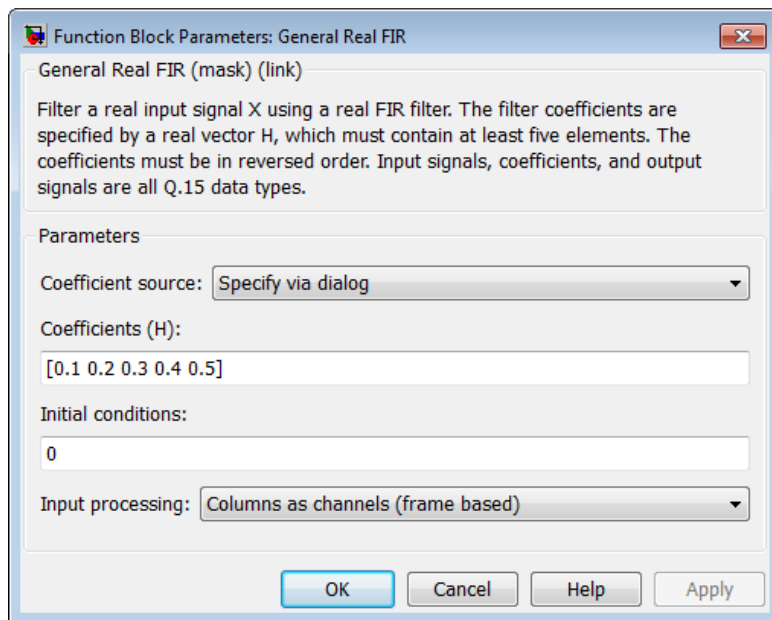 Function Block Parameters: General Real FIR
General Real FIR (mask) (link)
Filter a real input signal X using a real FIR filter. The filter coefficients are
specified by a real vector H, which must contain at least five elements. The
coefficients must be in reversed order. Input signals, coefficients, and output
signals are all Q.15 data types.
Parameters
Coefficient source: Specify via dialog
Coefficients (H):
[0.1 0.2 0.3 0.4 0.5]
Initial conditions:
0
Input processing: Columns as channels (frame based)
OK Cancel Help Apply